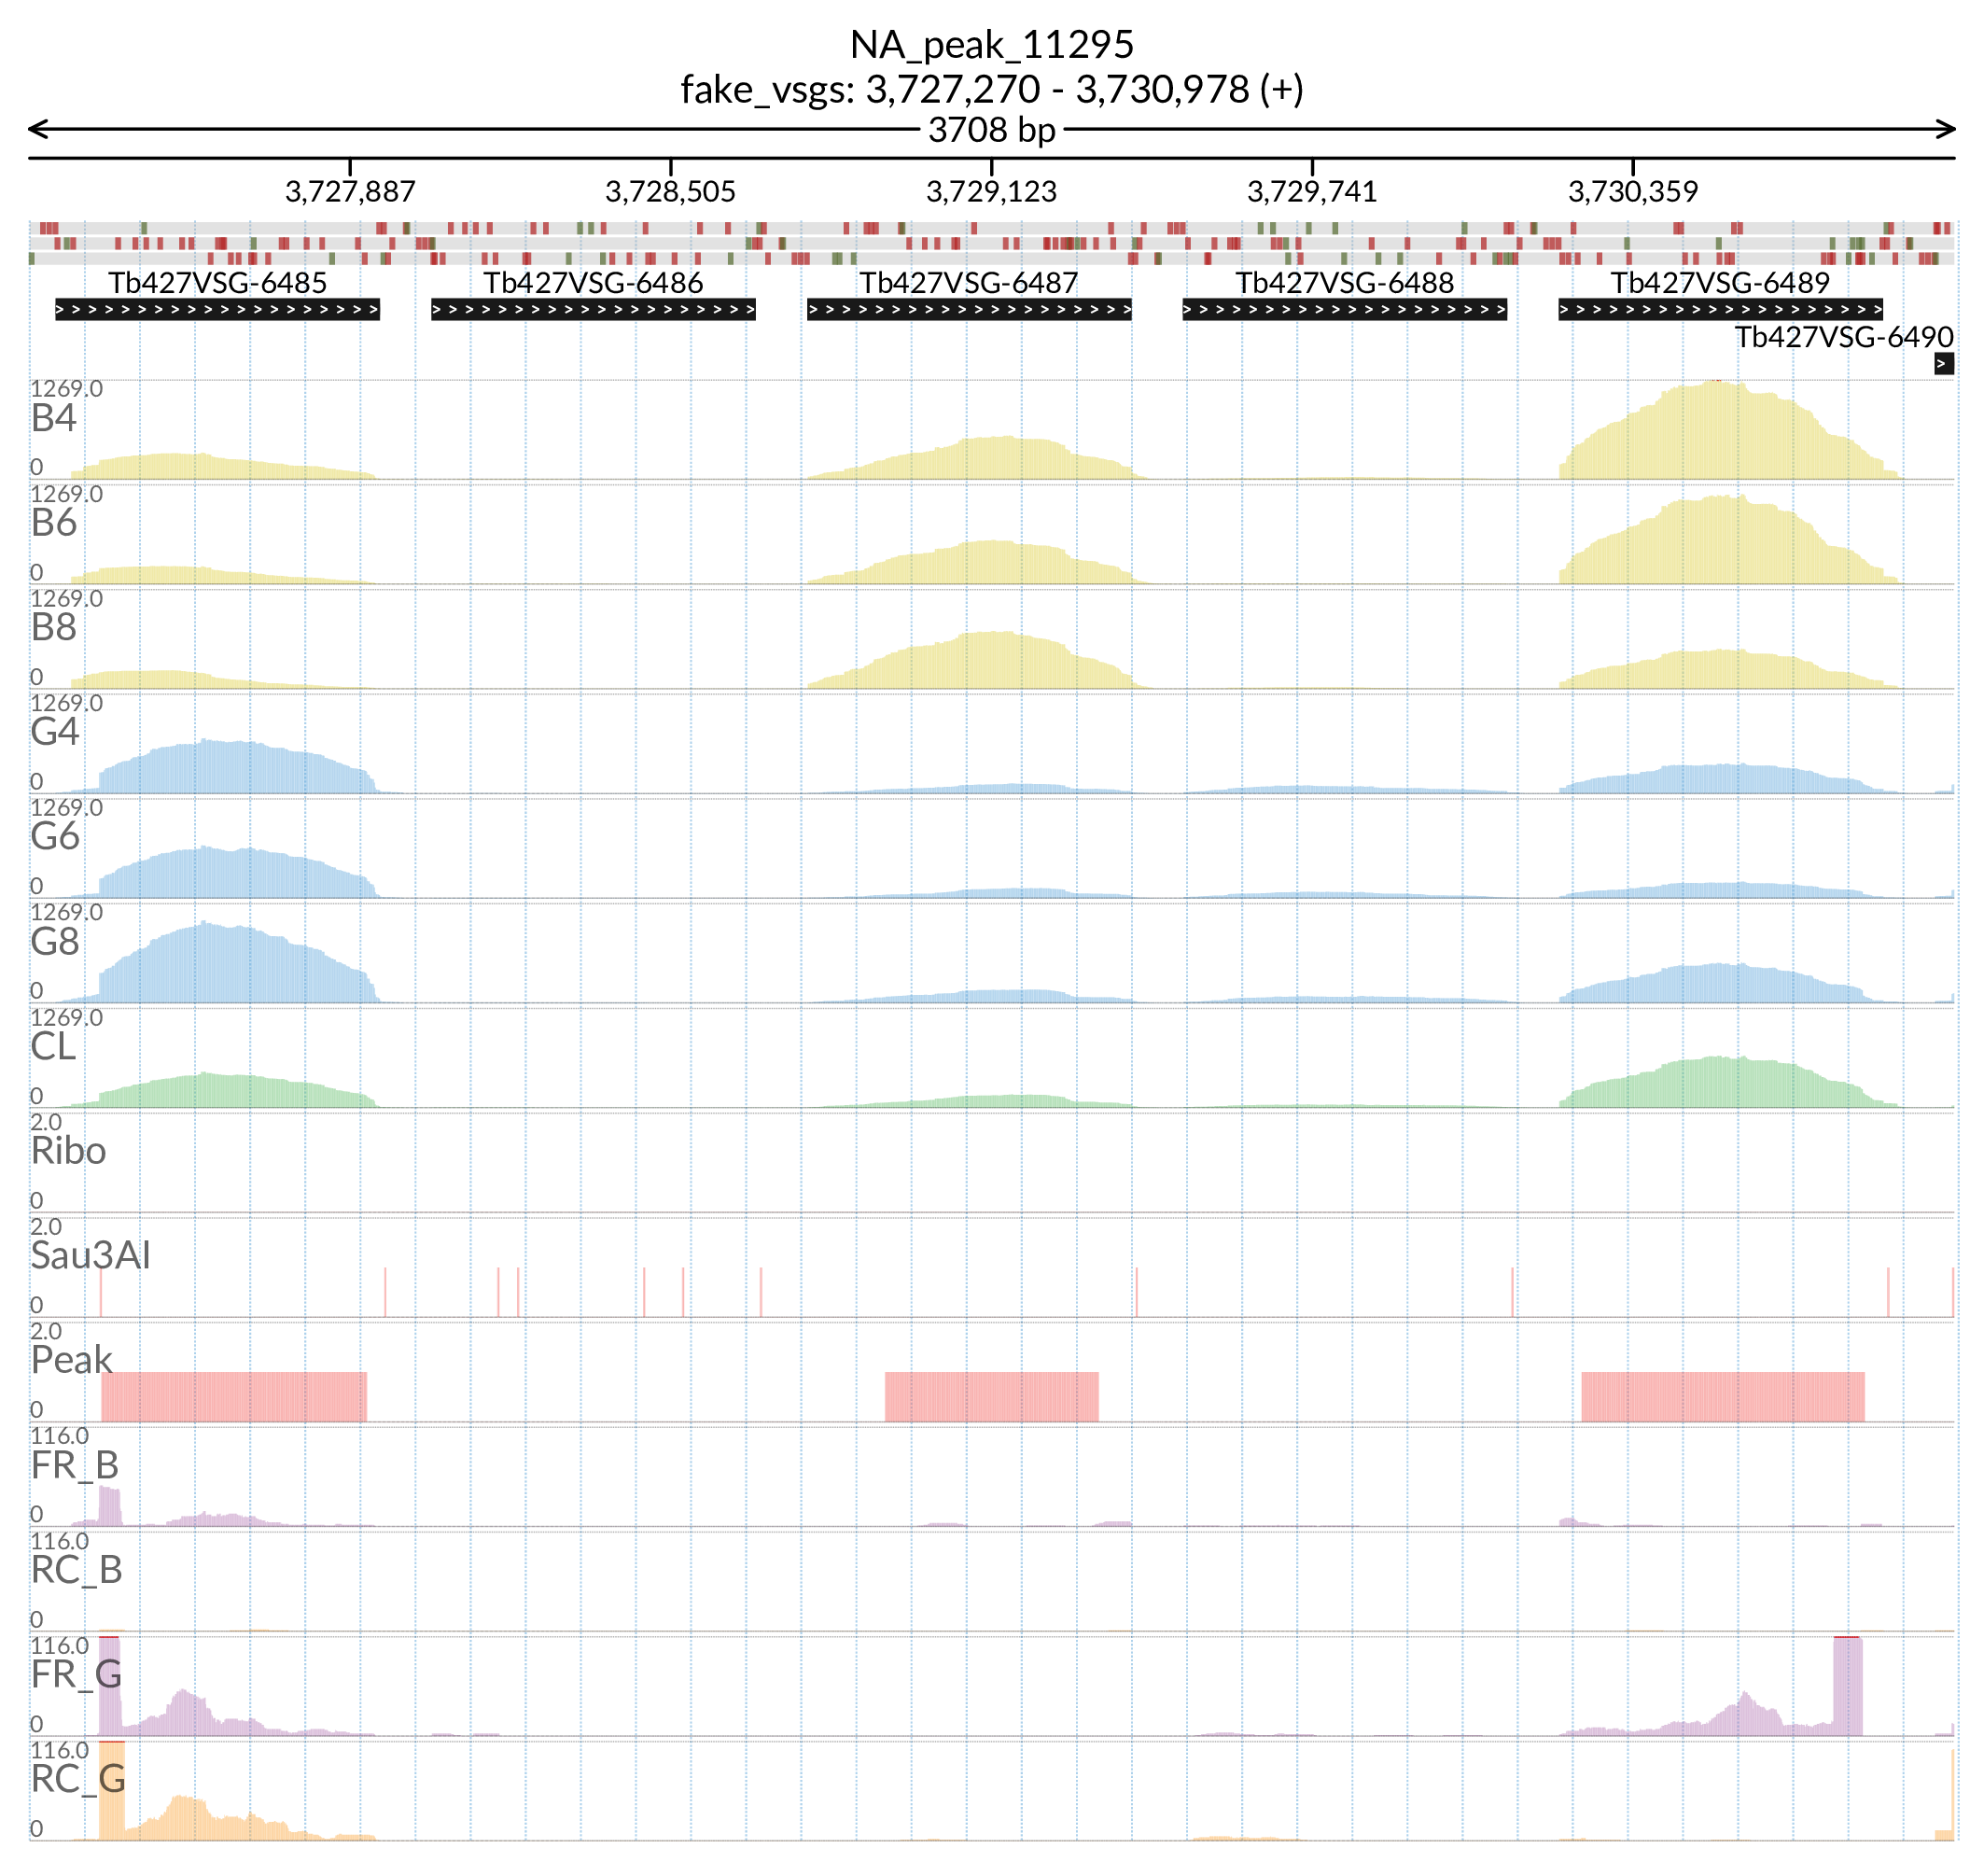 NA_peak_11295
fake_vsgs: 3,727,270 - 3,730,978 (+)
3708 bp
3,727,887 3,728,505 3,729,123 3,729,741 3,730,359
Tb427VSG-6485 Tb427VSG-6486 Tb427VSG-6487 Tb427VSG-6488 Tb427VSG-6489
Tb427VSG-6490
1269.0
B4
0
1269.0
B6
0
1269.0
B8
0
1269.0
G4
0
1269.0
G6
0
1269.0
G8
0
1269.0
CL
0
2.0
Ribo
0
2.0
Sau3AI
0
2.0
Peak
0
116.0
FR_B
0
116.0
RC_B
0
116.0
FR_G
0
116.0
RC_G
0